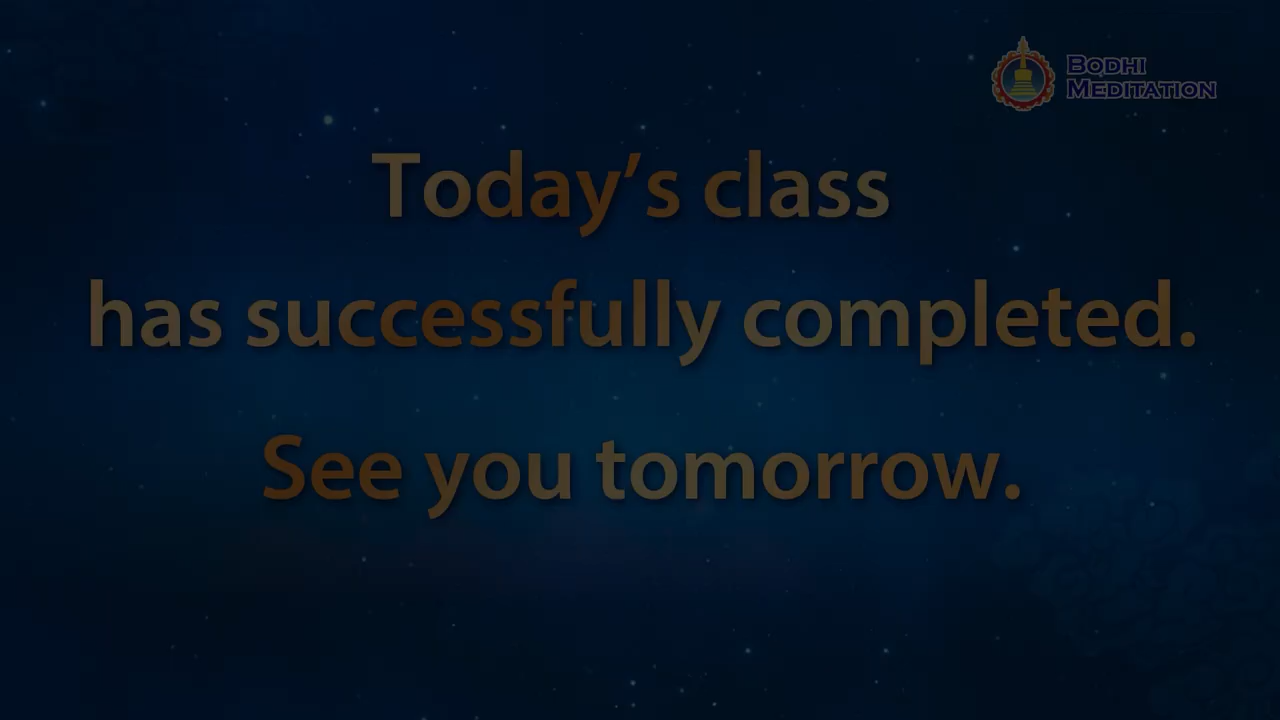 BODHI
MEDITATION
Today’s class
has successfully completed.
See you tomorrow.